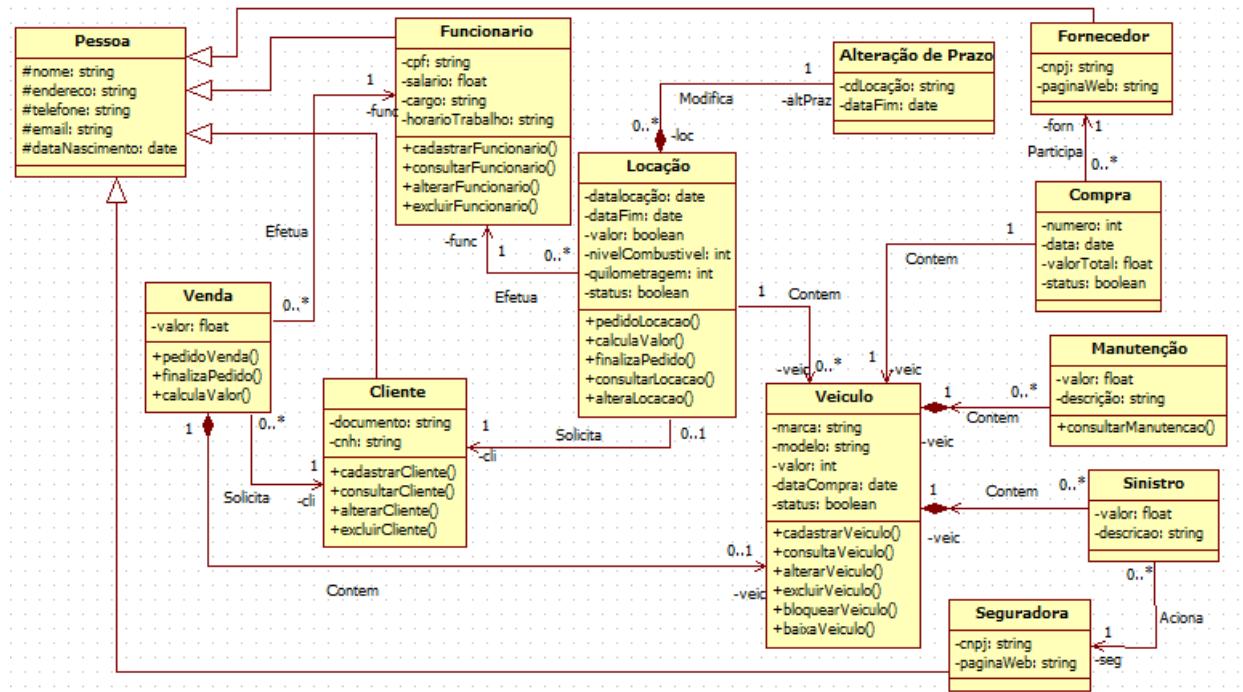 Pessoa
#nome: string
#endereco: string
#telefone: string
#email: string
#dataNascimento: date
Funcionario
-cpf: string
-salario: float
-cargo: string
-horarioTrabalho: string
+cadastrarFuncionario()
+consultarFuncionario()
+alterarFuncionario()
+excluirFuncionario()
1
-func
Efetua
0..*
Alteração de Prazo
-cdLocação: string
-dataFim: date
1
-altPraz
Modifica
0..*
-loc
Fornecedor
-cnpj: string
-paginaWeb: string
-forn
1
Participa
0..*
Compra
-numero: int
-data: date
-valorTotal: float
-status: boolean
1
Contem
1
-veic
Locação
-datalocação: date
-dataFim: date
-valor: boolean
-nivelCombustivel: int
-quilometragem: int
-status: boolean
+pedidoLocacao()
+calculaValor()
+finalizaPedido()
+consultarLocacao()
+alteraLocacao()
-func
1
0..*
Efetua
1
Contem
-veic
0..*
Venda
-valor: float
+pedidoVenda()
+finalizaPedido()
+calculaValor()
1
0..*
Solicita
1
-cli
Cliente
-documento: string
-cnh: string
+cadastrarCliente()
+consultarCliente()
+alterarCliente()
+excluirCliente()
1
-cli
Solicita
0..1
Veiculo
-marca: string
-modelo: string
-valor: int
-dataCompra: date
-status: boolean
+cadastrarVeiculo()
+consultaVeiculo()
+alterarVeiculo()
+excluirVeiculo()
+bloquearVeiculo()
+baixaVeiculo()
Manutenção
-valor: float
-descrição: string
+consultarManutencao()
1
0..*
Contem
-veic
Sinistro
-valor: float
-descricao: string
1
Contem
0..*
-veic
0..*
Aciona
1
-seg
0..1
-veic
Contem
Seguradora
-cnpj: string
-paginaWeb: string